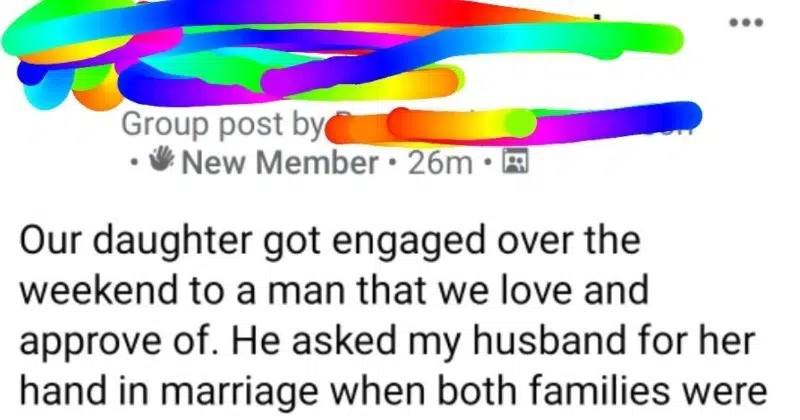 Group post by
• New Member • 26m •
Our daughter got engaged over the
weekend to a man that we love and
approve of. He asked my husband for her
hand in marriage when both families were